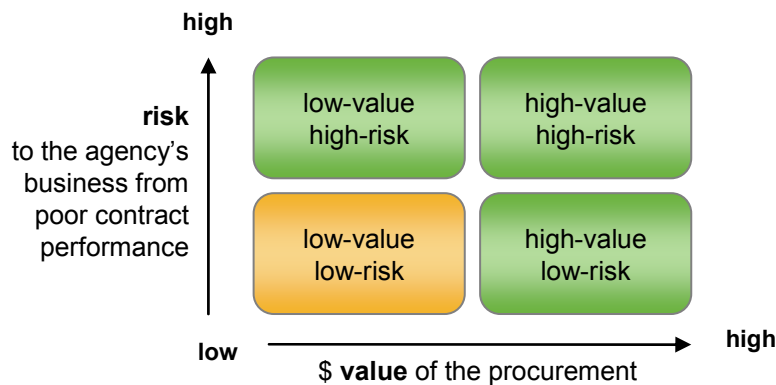 high
risk
to the agency's
business from
poor contract
performance
low-value
high-risk
high-value
high-risk
low-value
low-risk
high-value
low-risk
low
high
$ value of the procurement